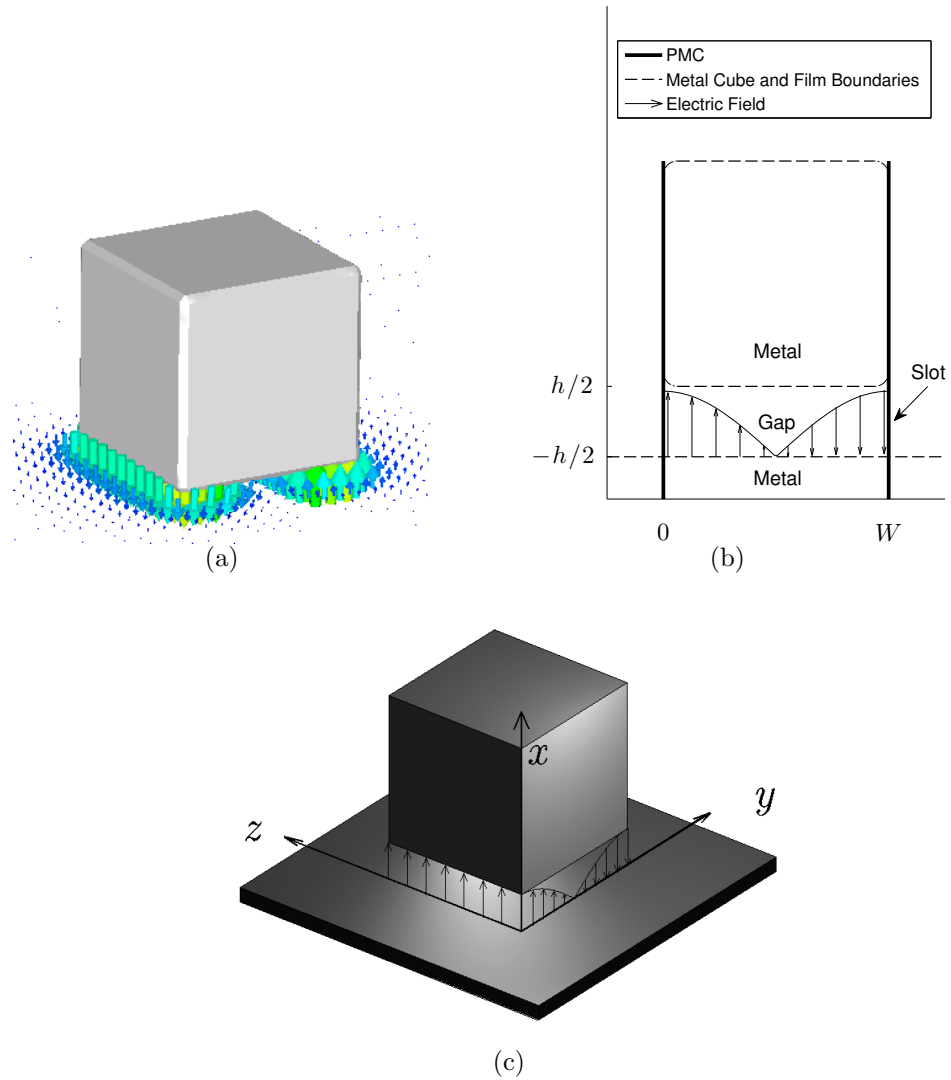 PMC
Metal Cube and Film Boundaries
Electric Field
Metal
Slot
h/2
Gap
−h/2
Metal
0
W
(a)
(b)
x
y
z
(c)